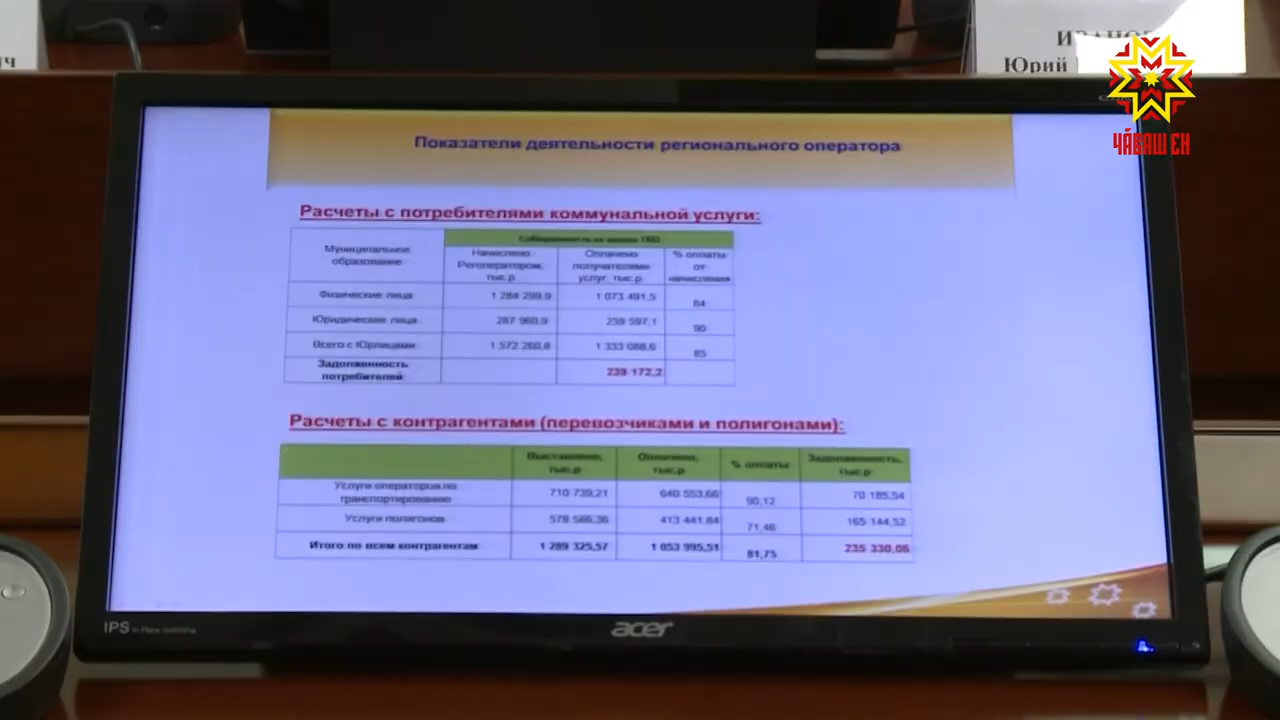 Юрий
ЧӐВАШ ЕН
Показатели деятельности регионального оператора
Расчеты с потребителями коммунальной услуги:
Муниципальное образование
Начислено Регоператором, тыс.р
Оплачено получателями услуг, тыс.р
% оплаты от начисления
Физические лица 1 284 299,9 1 073 491,5 84
Юридические лица 287 960,9 259 597,1 90
Всего с Юрлицами 1 572 260,8 1 333 088,6 85
Задолженность потребителей 239 172,2
Расчеты с контрагентами (перевозчиками и полигонами):
Выставлено, тыс.р Оплачено, тыс.р % оплаты Задолженность, тыс.р
Услуги операторов по транспортированию 710 739,21 640 553,66 90,12 70 185,54
Услуги полигонов 578 586,36 413 441,84 71,46 165 144,52
Итого по всем контрагентам 1 289 325,57 1 053 995,51 81,75 235 330,06
IPS
acer